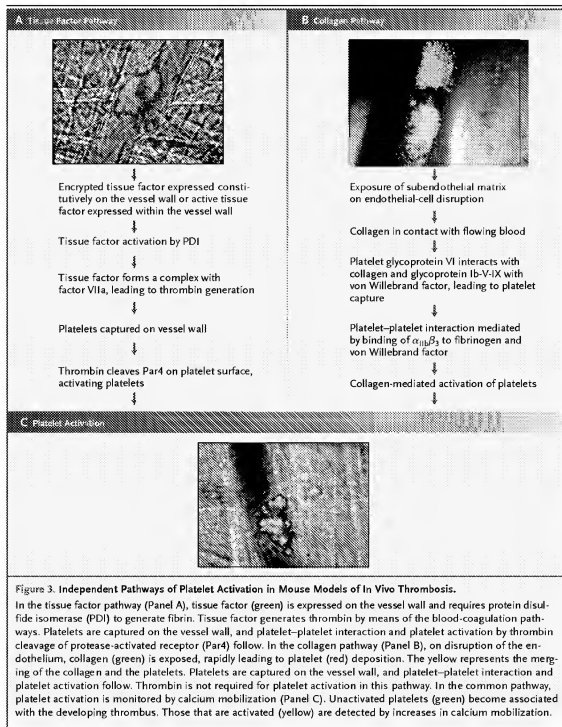 A Tissue Factor Pathway
Encrypted tissue factor expressed consti-
tutively on the vessel wall or active tissue
factor expressed within the vessel wall
Tissue factor activation by PDI
Tissue factor forms a complex with
factor VIIa, leading to thrombin generation
Platelets captured on vessel wall
Thrombin cleaves Par4 on platelet surface,
activating platelets
B Collagen Pathway
Exposure of subendothelial matrix
on endothelial-cell disruption
Collagen in contact with flowing blood
Platelet glycoprotein VI interacts with
collagen and glycoprotein Ib-V-IX with
von Willebrand factor, leading to platelet
capture
Platelet–platelet interaction mediated
by binding of αIIbβ3 to fibrinogen and
von Willebrand factor
Collagen-mediated activation of platelets
C Platelet Activation
Figure 3. Independent Pathways of Platelet Activation in Mouse Models of In Vivo Thrombosis.
In the tissue factor pathway (Panel A), tissue factor (green) is expressed on the vessel wall and requires protein disul-
fide isomerase (PDI) to generate fibrin. Tissue factor generates thrombin by means of the blood-coagulation path-
ways. Platelets are captured on the vessel wall, and platelet–platelet interaction and platelet activation by thrombin
cleavage of protease-activated receptor (Par4) follow. In the collagen pathway (Panel B), on disruption of the en-
dothelium, collagen (green) is exposed, rapidly leading to platelet (red) deposition. The yellow represents the merg-
ing of the collagen and the platelets. Platelets are captured on the vessel wall, and platelet–platelet interaction and
platelet activation follow. Thrombin is not required for platelet activation in this pathway. In the common pathway,
platelet activation is monitored by calcium mobilization (Panel C). Unactivated platelets (green) become associated
with the developing thrombus. Those that are activated (yellow) are detected by increases in calcium mobilization.